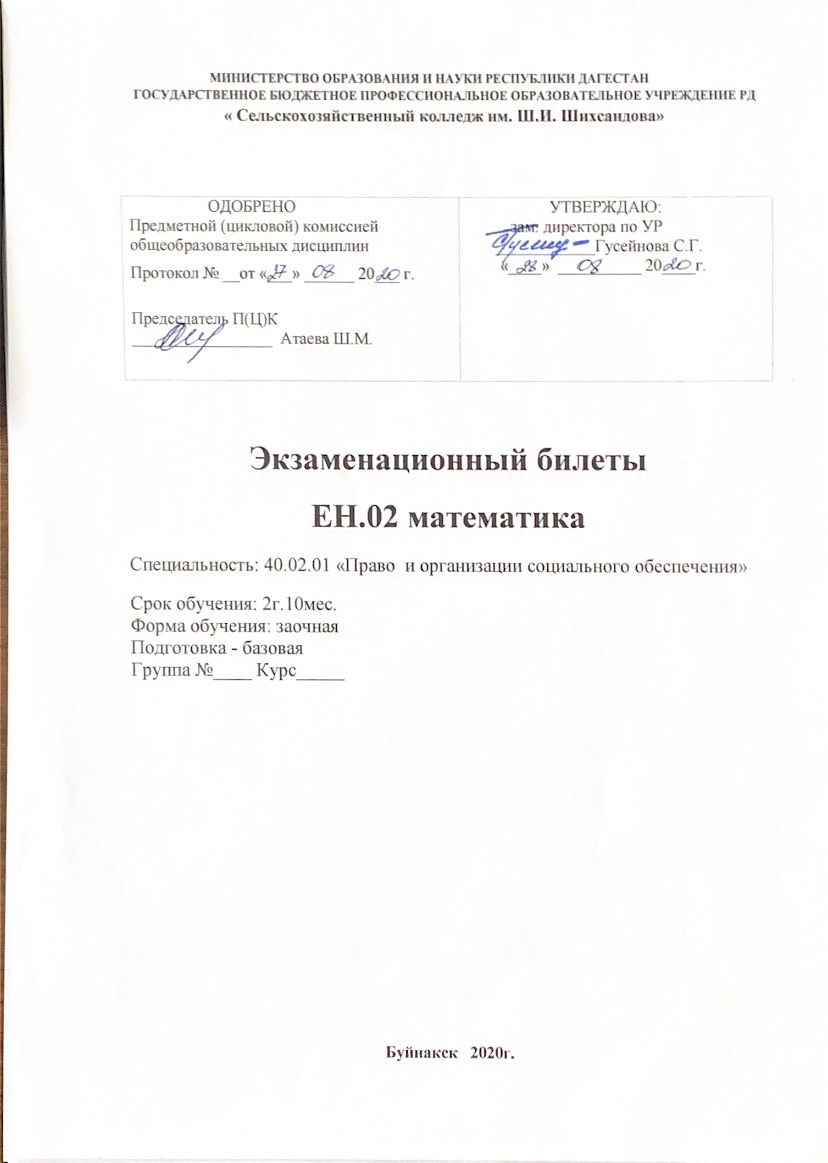 МИНИСТЕРСТВО ОБРАЗОВАНИЯ И НАУКИ РЕСПУБЛИКИ ДАГЕСТАН
ГОСУДАРСТВЕННОЕ БЮДЖЕТНОЕ ПРОФЕССИОНАЛЬНОЕ ОБРАЗОВАТЕЛЬНОЕ УЧРЕЖДЕНИЕ РД
« Сельскохозяйственный колледж им. Ш.И. Шихсаидова»
ОДОБРЕНО
Предметной (цикловой) комиссией
общеобразовательных дисциплин
Протокол № __от «27» 08 2020 г.
Председатель П(Ц)К
Атаева Ш.М.
УТВЕРЖДАЮ:
зам. директора по УР
Гусейнова С.Г.
«28» 08 2020г.
Экзаменационный билеты
ЕН.02 математика
Специальность: 40.02.01 «Право и организации социального обеспечения»
Срок обучения: 2г.10мес.
Форма обучения: заочная
Подготовка - базовая
Группа №____ Курс_____
Буйнакск 2020г.